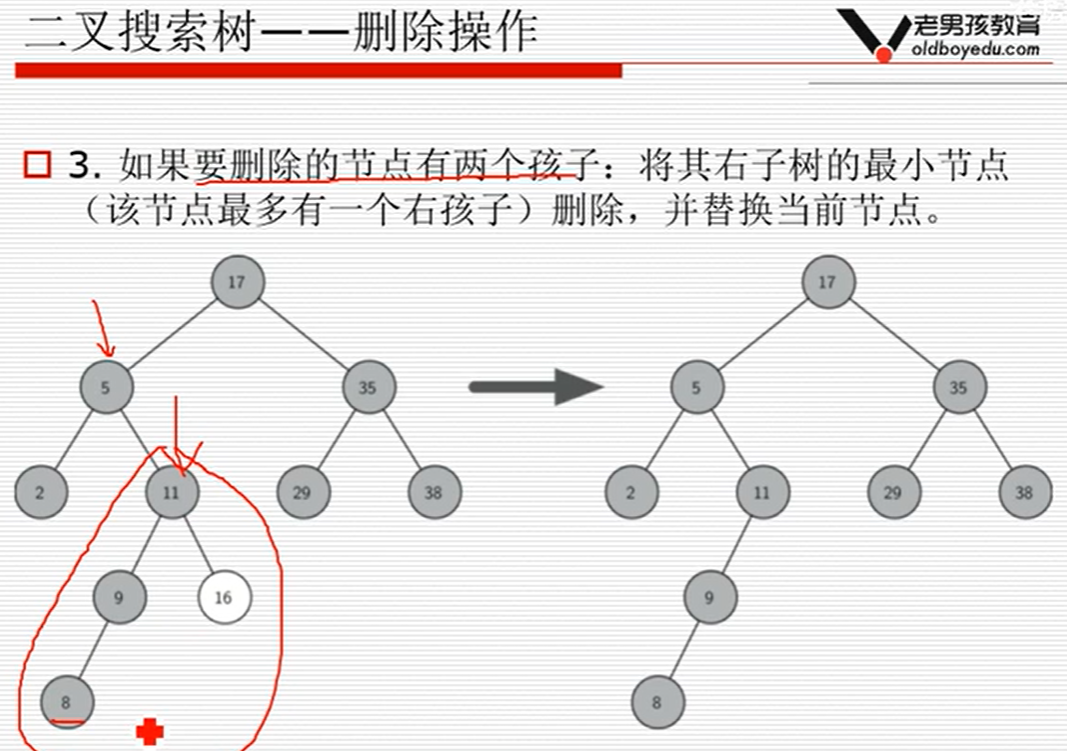 二叉搜索树——删除操作
老男孩教育
oldboyedu.com
3. 如果要删除的节点有两个孩子：将其右子树的最小节点
（该节点最多有一个右孩子）删除，并替换当前节点。
17 17
5 35 5 35
2 11 29 38 2 11 29 38
9 16 9
8 8